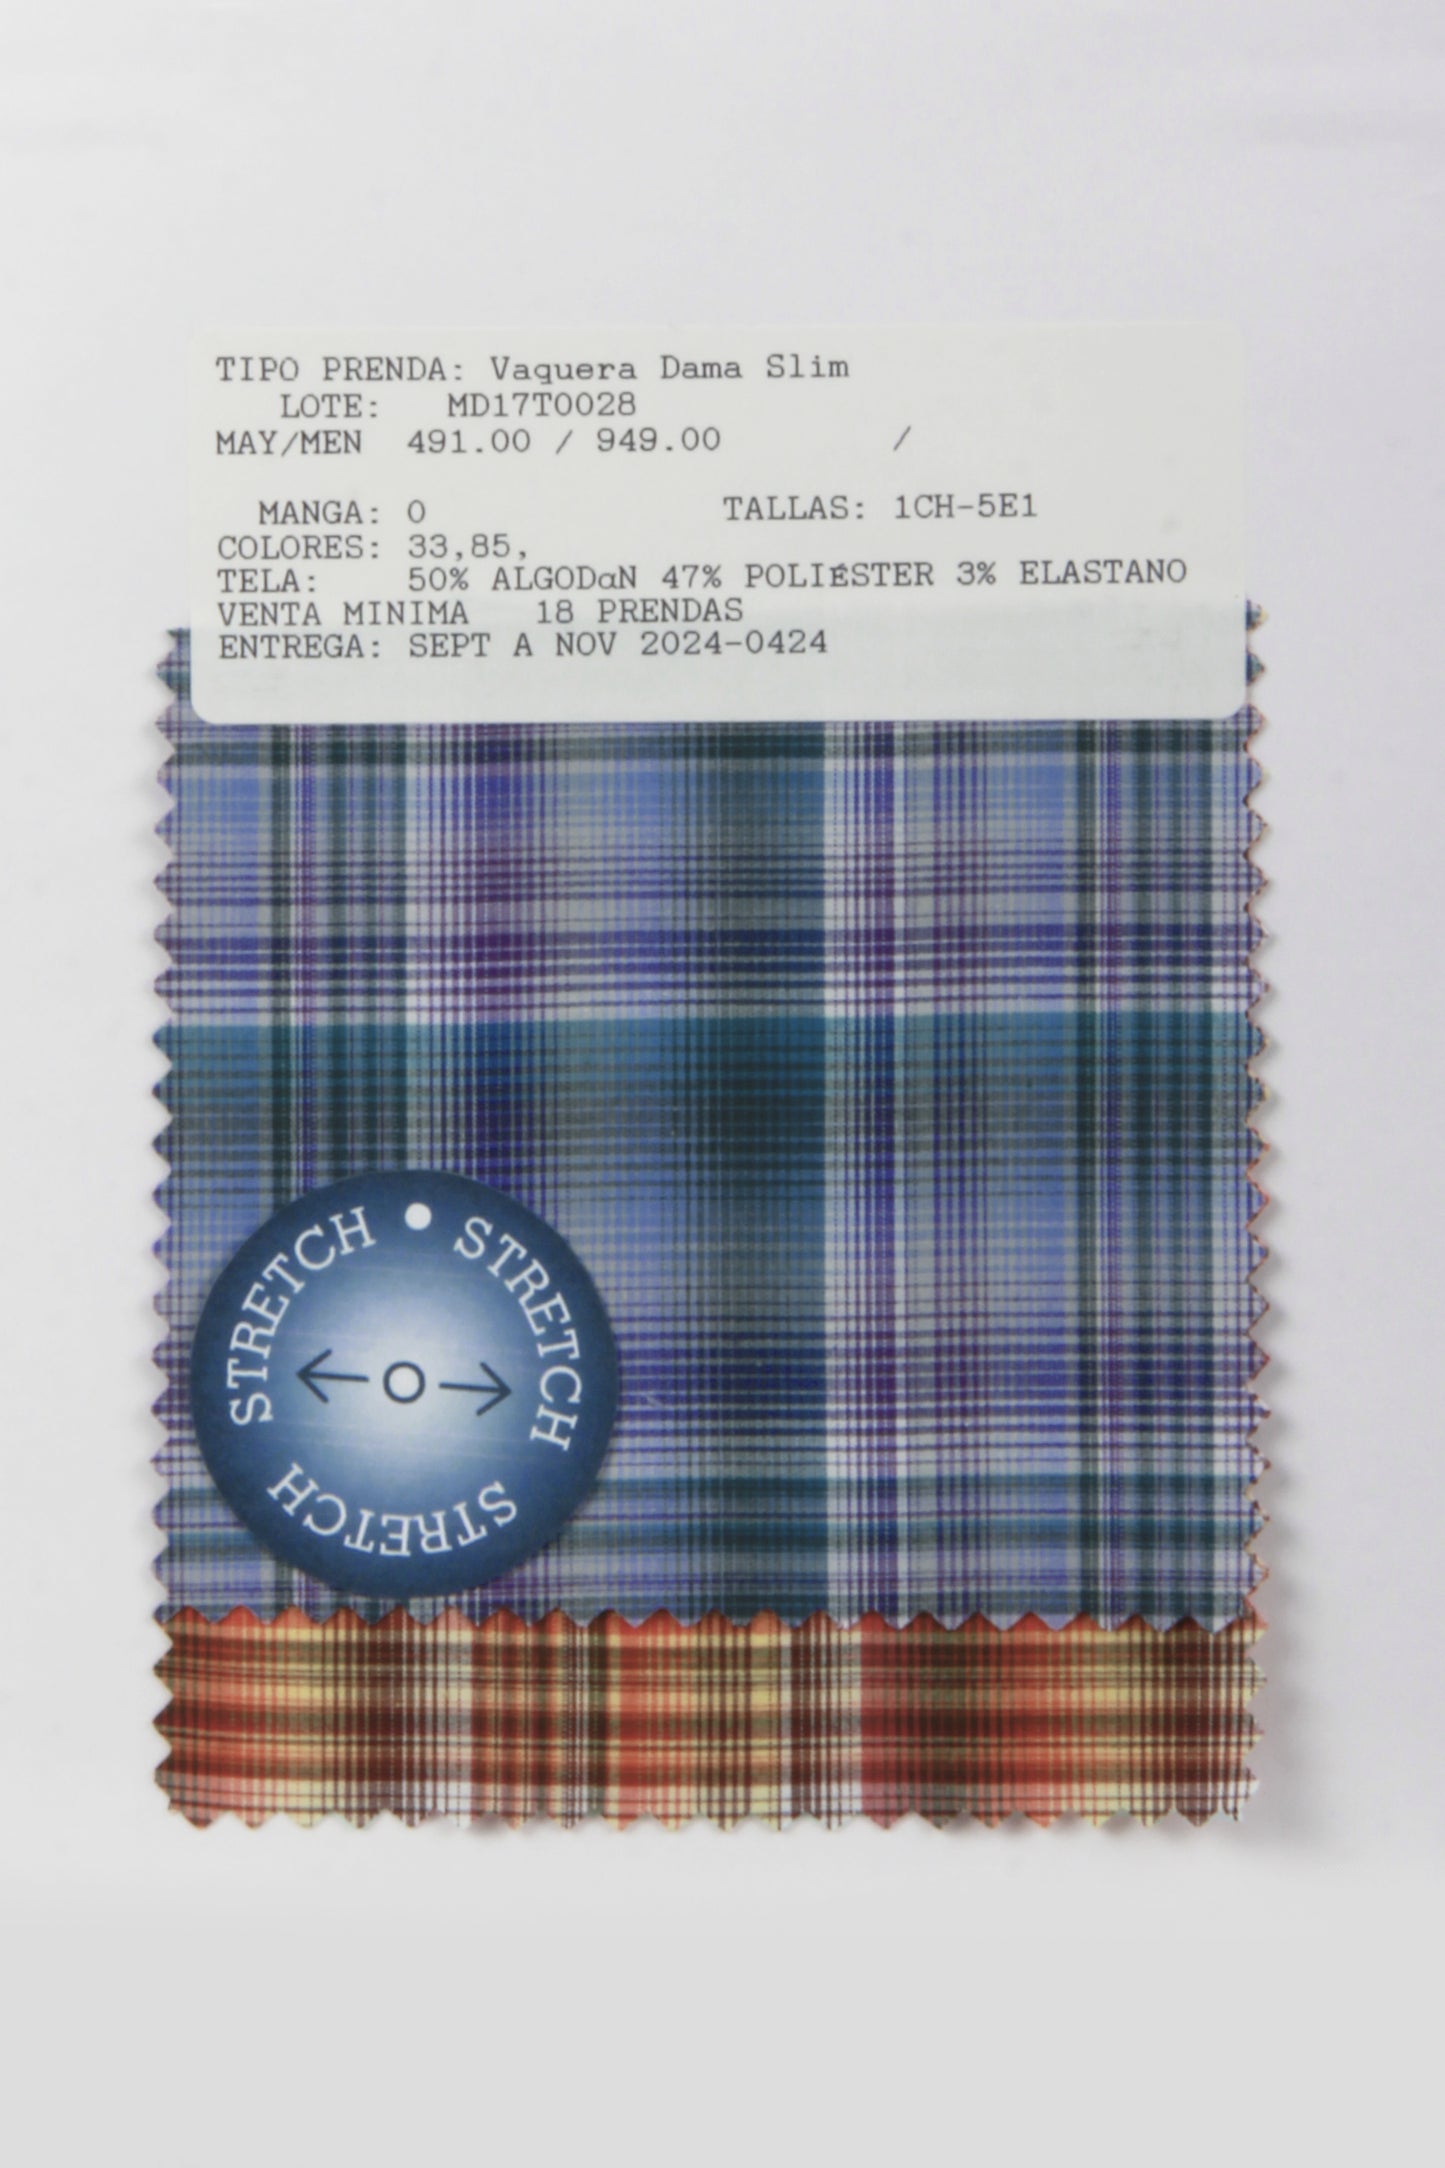 TIPO PRENDA: Vaquera Dama Slim
LOTE: MD17T0028
MAY/MEN 491.00 / 949.00 /
MANGA: 0 TALLAS: 1CH-5E1
COLORES: 33,85,
TELA: 50% ALGODαN 47% POLIÉSTER 3% ELASTANO
VENTA MINIMA 18 PRENDAS
ENTREGA: SEPT A NOV 2024-0424
STRETCH • STRETCH
STRETCH